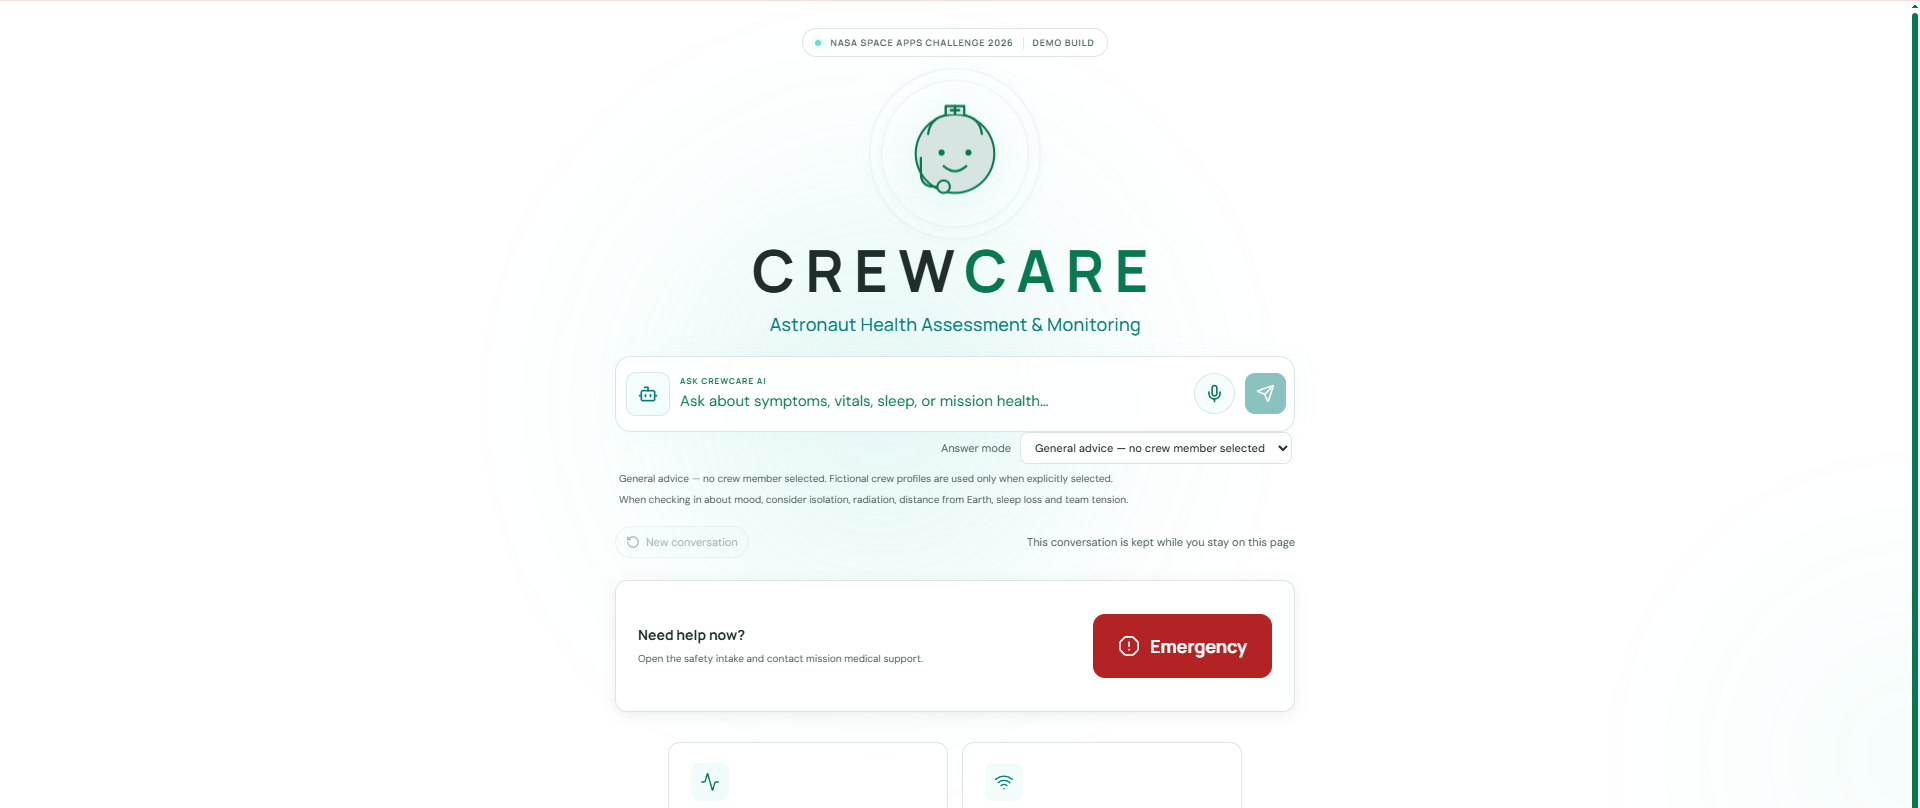 NASA SPACE APPS CHALLENGE 2026 DEMO BUILD
CREWCARE
Astronaut Health Assessment & Monitoring
ASK CREWCARE AI
Ask about symptoms, vitals, sleep, or mission health...
Answer mode General advice — no crew member selected
General advice — no crew member selected. Fictional crew profiles are used only when explicitly selected.
When checking in about mood, consider isolation, radiation, distance from Earth, sleep loss and team tension.
New conversation This conversation is kept while you stay on this page
Need help now?
Open the safety intake and contact mission medical support.
Emergency